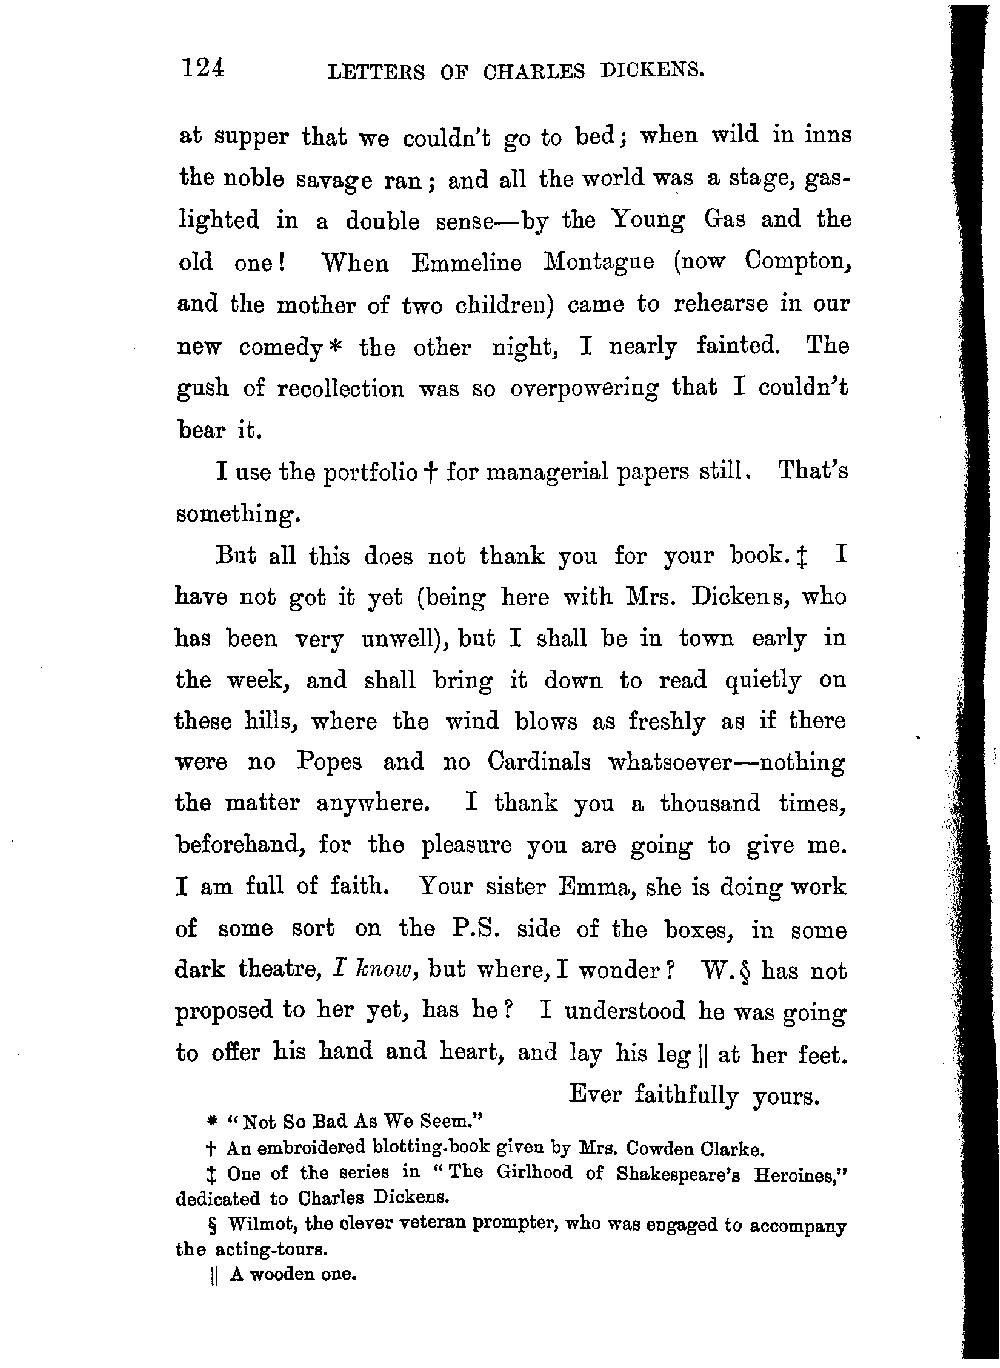 124 LETTERS OF CHARLES DICKENS.
at supper that we couldn't go to bed; when wild in inns
the noble savage ran; and all the world was a stage, gas-
lighted in a double sense—by the Young Gas and the
old one! When Emmeline Montague (now Compton,
and the mother of two children) came to rehearse in our
new comedy * the other night, I nearly fainted. The
gush of recollection was so overpowering that I couldn't
bear it.
I use the portfolio † for managerial papers still. That's
something.
But all this does not thank you for your book. ‡ I
have not got it yet (being here with Mrs. Dickens, who
has been very unwell), but I shall be in town early in
the week, and shall bring it down to read quietly on
these hills, where the wind blows as freshly as if there
were no Popes and no Cardinals whatsoever—nothing
the matter anywhere. I thank you a thousand times,
beforehand, for the pleasure you are going to give me.
I am full of faith. Your sister Emma, she is doing work
of some sort on the P.S. side of the boxes, in some
dark theatre, I know, but where, I wonder? W. § has not
proposed to her yet, has he? I understood he was going
to offer his hand and heart, and lay his leg || at her feet.
Ever faithfully yours.
* "Not So Bad As We Seem."
† An embroidered blotting-book given by Mrs. Cowden Clarke.
‡ One of the series in "The Girlhood of Shakespeare's Heroines,"
dedicated to Charles Dickens.
§ Wilmot, the clever veteran prompter, who was engaged to accompany
the acting-tours.
|| A wooden one.